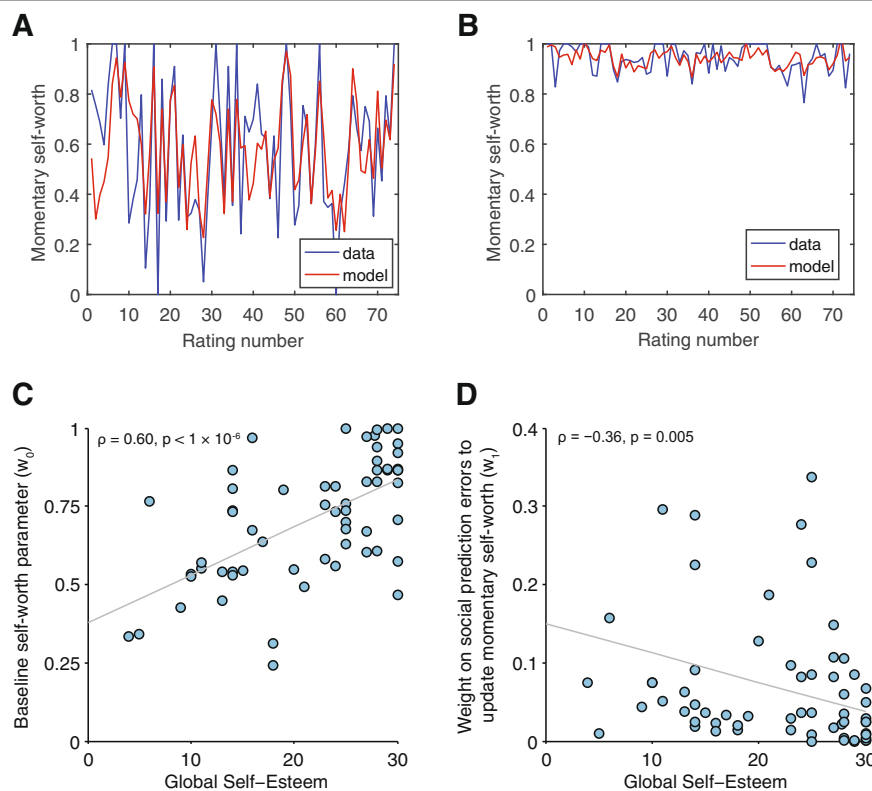 A
Momentary self-worth
1
0.8
0.6
0.4
0.2
0
0 10 20 30 40 50 60 70
Rating number
data
model
B
Momentary self-worth
1
0.8
0.6
0.4
0.2
0
0 10 20 30 40 50 60 70
Rating number
data
model
C
Baseline self-worth parameter (w0)
ρ = 0.60, p < 1 × 10-6
1
0.75
0.5
0.25
0
0 10 20 30
Global Self−Esteem
D
Weight on social prediction errors to
update momentary self-worth (w1)
ρ = −0.36, p = 0.005
0.4
0.3
0.2
0.1
0
0 10 20 30
Global Self−Esteem